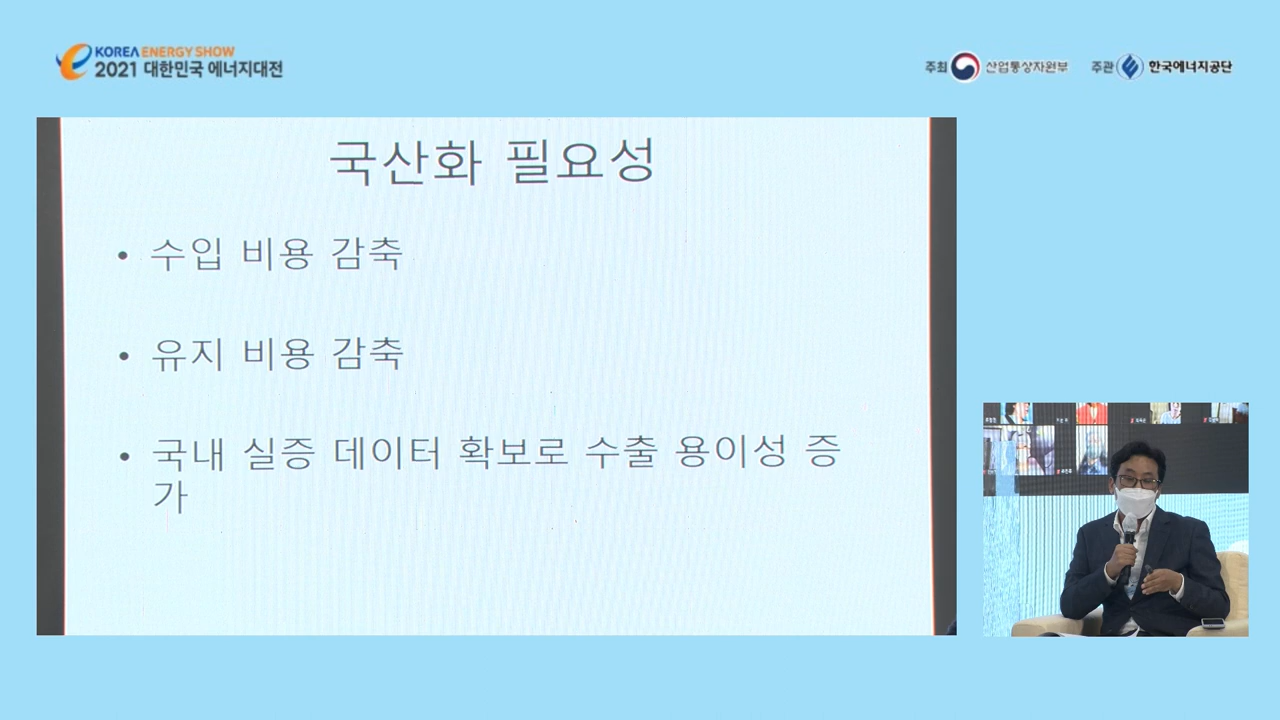 KOREA ENERGY SHOW
2021 대한민국 에너지대전
주최 산업통상자원부 주관 한국에너지공단
국산화 필요성
• 수입 비용 감축
• 유지 비용 감축
• 국내 실증 데이터 확보로 수출 용이성 증
가